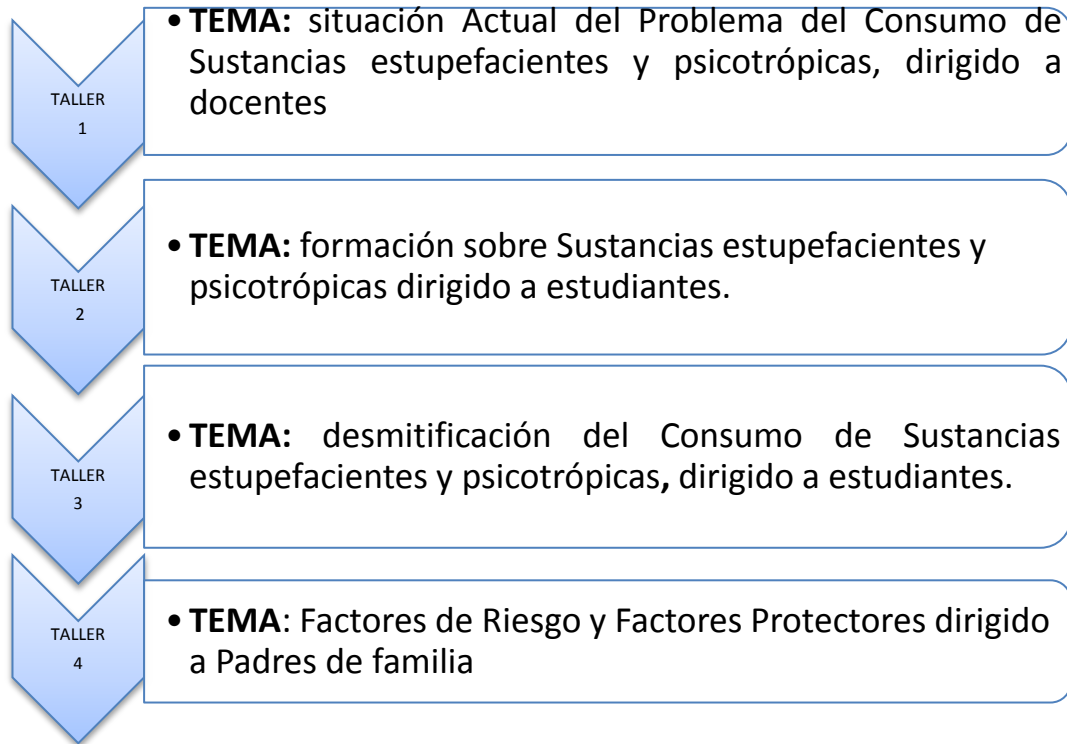 TALLER
1
• TEMA: situación Actual del Problema del Consumo de
Sustancias estupefacientes y psicotrópicas, dirigido a
docentes
TALLER
2
• TEMA: formación sobre Sustancias estupefacientes y
psicotrópicas dirigido a estudiantes.
TALLER
3
• TEMA: desmitificación del Consumo de Sustancias
estupefacientes y psicotrópicas, dirigido a estudiantes.
TALLER
4
• TEMA: Factores de Riesgo y Factores Protectores dirigido
a Padres de familia